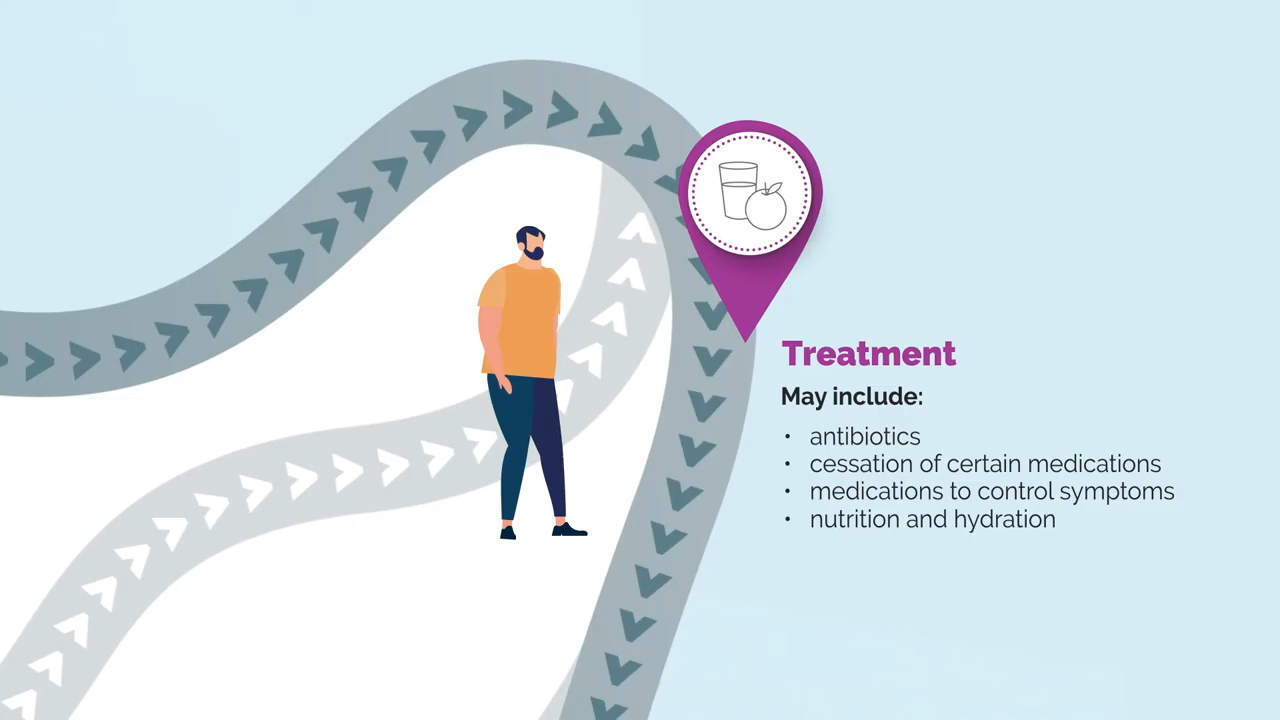 Treatment
May include:
• antibiotics
• cessation of certain medications
• medications to control symptoms
• nutrition and hydration